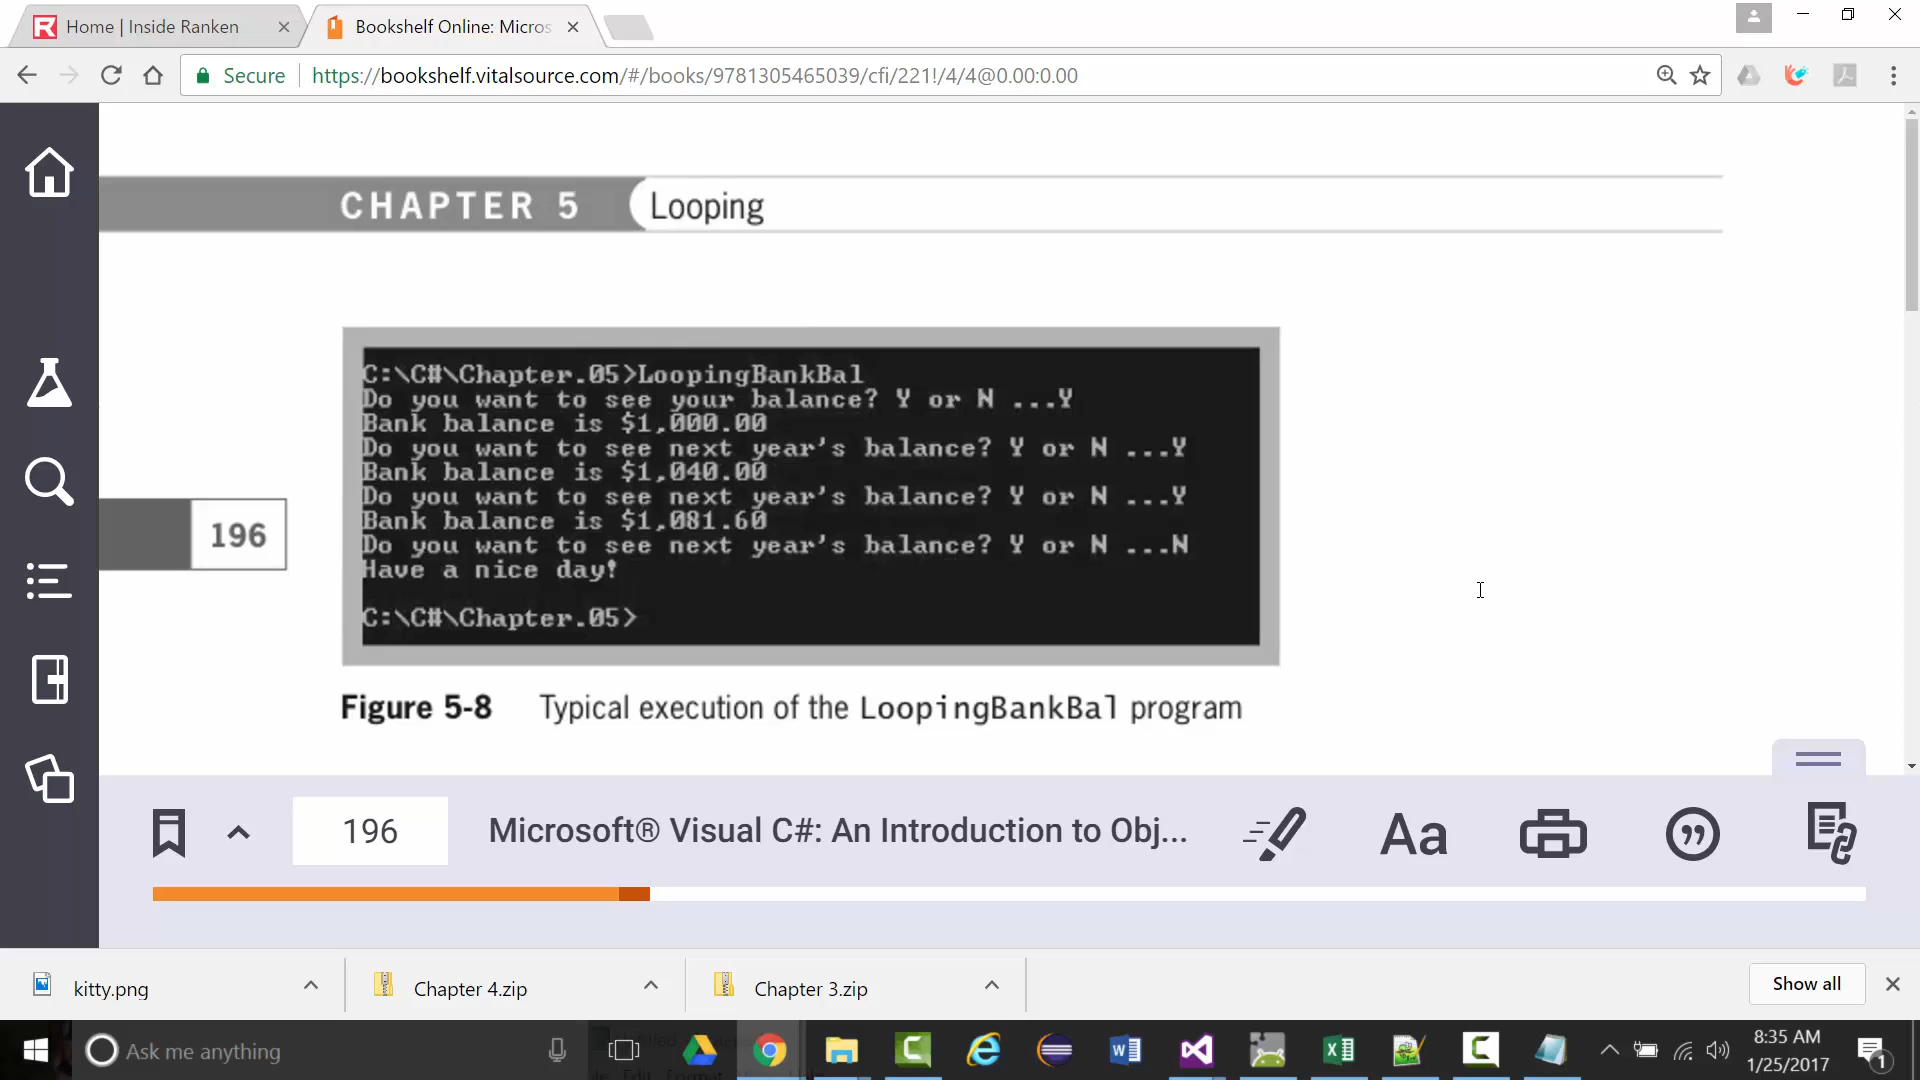 Home | Inside Ranken
Bookshelf Online: Micros
Secure
https://bookshelf.vitalsource.com/#/books/9781305465039/cfi/221!/4/4@0.00:0.00
CHAPTER 5
Looping
C:\C#\Chapter.05>LoopingBankBal
Do you want to see your balance? Y or N ...Y
Bank balance is $1,000.00
Do you want to see next year's balance? Y or N ...Y
Bank balance is $1,040.00
Do you want to see next year's balance? Y or N ...Y
Bank balance is $1,081.60
Do you want to see next year's balance? Y or N ...N
Have a nice day!
C:\C#\Chapter.05>
196
Figure 5-8 Typical execution of the LoopingBankBal program
196
Microsoft® Visual C#: An Introduction to Obj...
Aa
kitty.png
Chapter 4.zip
Chapter 3.zip
Show all
Ask me anything
8:35 AM
1/25/2017
1